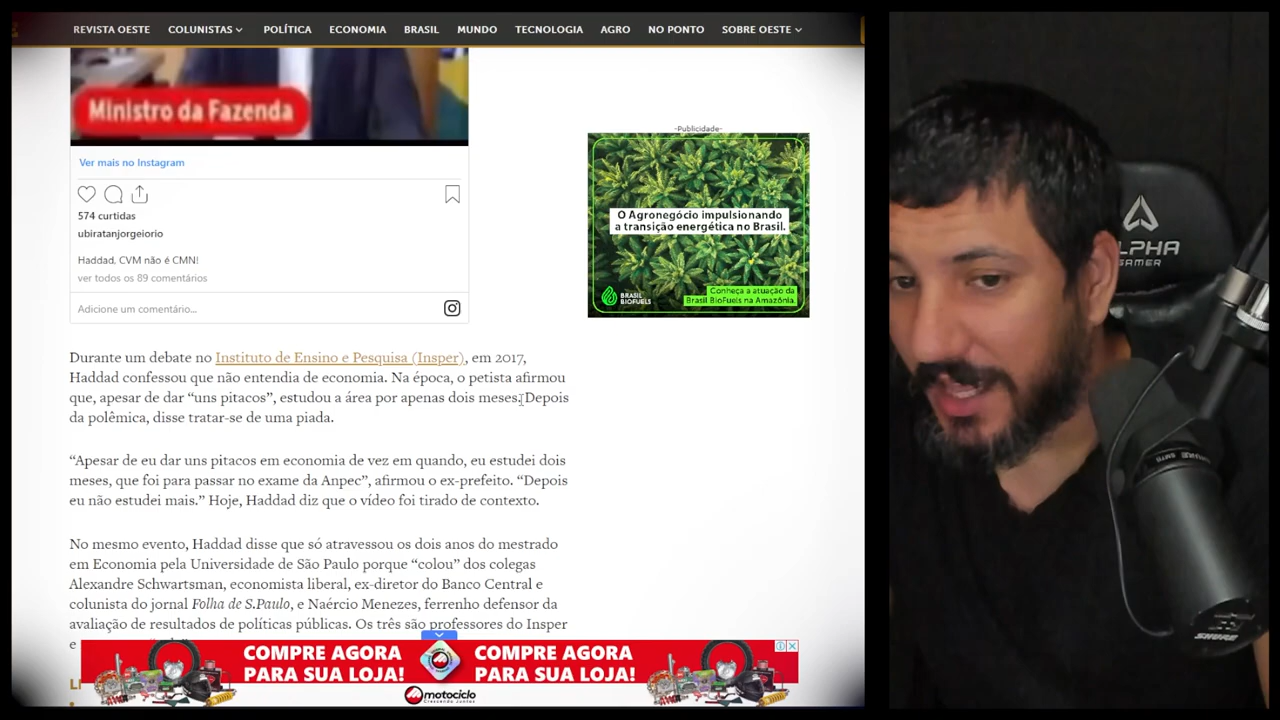 REVISTA OESTE COLUNISTAS POLÍTICA ECONOMIA BRASIL MUNDO TECNOLOGIA AGRO NO PONTO SOBRE OESTE
Ministro da Fazenda
Ver mais no Instagram
574 curtidas
ubiratanjorgeiorio
Haddad, CVM não é CMN!
ver todos os 89 comentários
Adicione um comentário...
-Publicidade-
O Agronegócio impulsionando
a transição energética no Brasil.
BRASIL
BIOFUELS
Conheça a atuação da
Brasil BioFuels na Amazônia.
Durante um debate no Instituto de Ensino e Pesquisa (Insper), em 2017,
Haddad confessou que não entendia de economia. Na época, o petista afirmou
que, apesar de dar “uns pitacos”, estudou a área por apenas dois meses. Depois
da polêmica, disse tratar-se de uma piada.
“Apesar de eu dar uns pitacos em economia de vez em quando, eu estudei dois
meses, que foi para passar no exame da Anpec”, afirmou o ex-prefeito. “Depois
eu não estudei mais.” Hoje, Haddad diz que o vídeo foi tirado de contexto.
No mesmo evento, Haddad disse que só atravessou os dois anos do mestrado
em Economia pela Universidade de São Paulo porque “colou” dos colegas
Alexandre Schwartsman, economista liberal, ex-diretor do Banco Central e
colunista do jornal Folha de S.Paulo, e Naércio Menezes, ferrenho defensor da
avaliação de resultados de políticas públicas. Os três são professores do Insper
COMPRE AGORA
PARA SUA LOJA!
COMPRE AGORA
PARA SUA LOJA!
motociclo
Crescendo Juntos
ALPHA
GAMER
SHURE